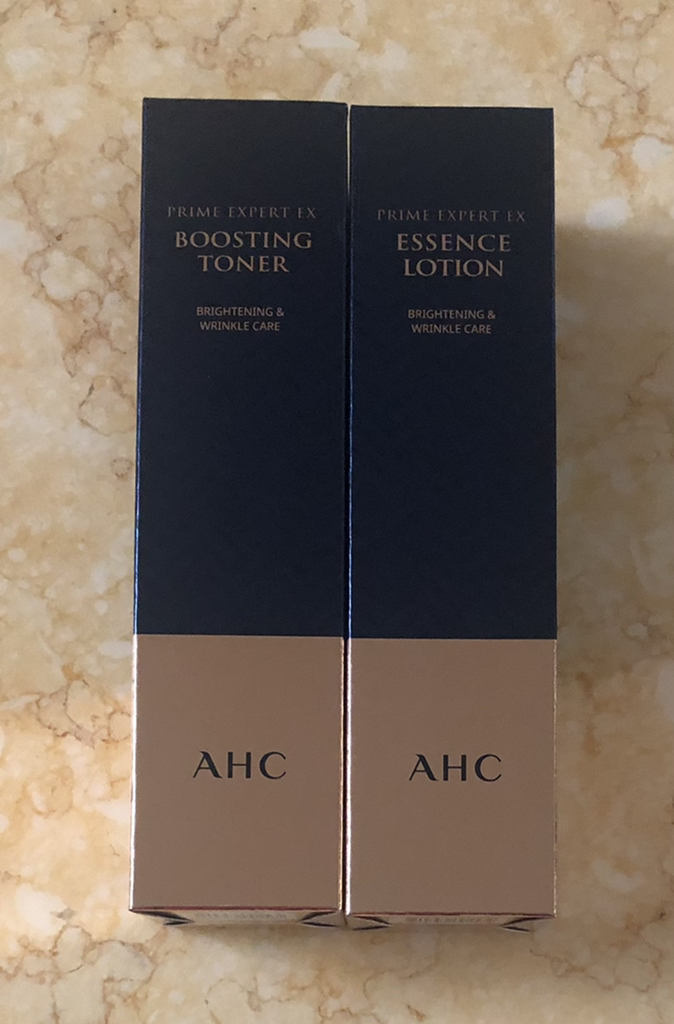 PRIME EXPERT EX
BOOSTING
TONER
BRIGHTENING &
WRINKLE CARE
AHC
PRIME EXPERT EX
ESSENCE
LOTION
BRIGHTENING &
WRINKLE CARE
AHC